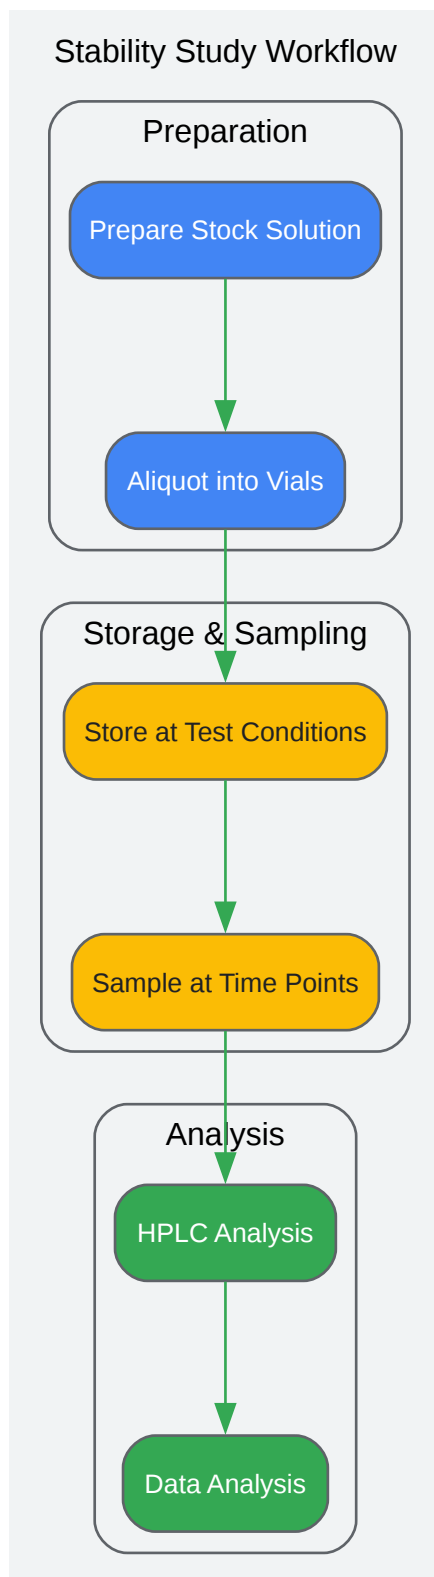 Stability Study Workflow
Preparation
Prepare Stock Solution
Aliquot into Vials
Storage & Sampling
Store at Test Conditions
Sample at Time Points
Analysis
HPLC Analysis
Data Analysis